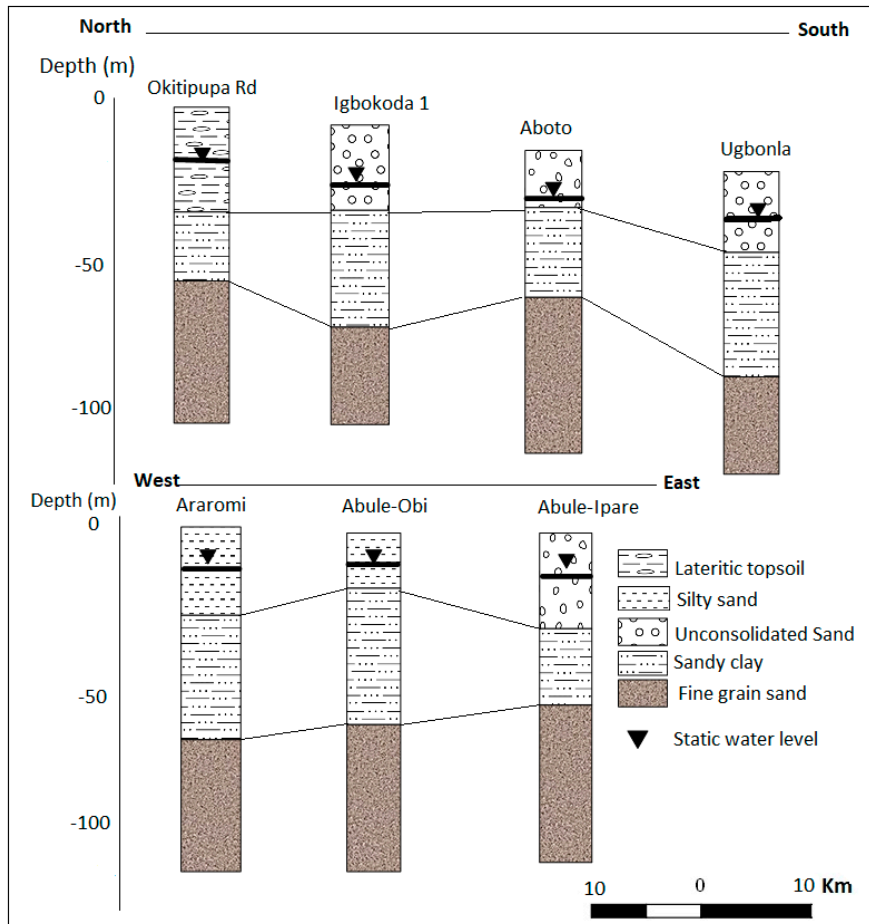 North South
Depth (m)
Okitipupa Rd Igbokoda 1 Aboto Ugbonla
0
-50
-100
West East
Depth (m)
Araromi Abule-Obi Abule-Ipare
0
-50
-100
Lateritic topsoil
Silty sand
Unconsolidated Sand
Sandy clay
Fine grain sand
Static water level
10 0 10 Km